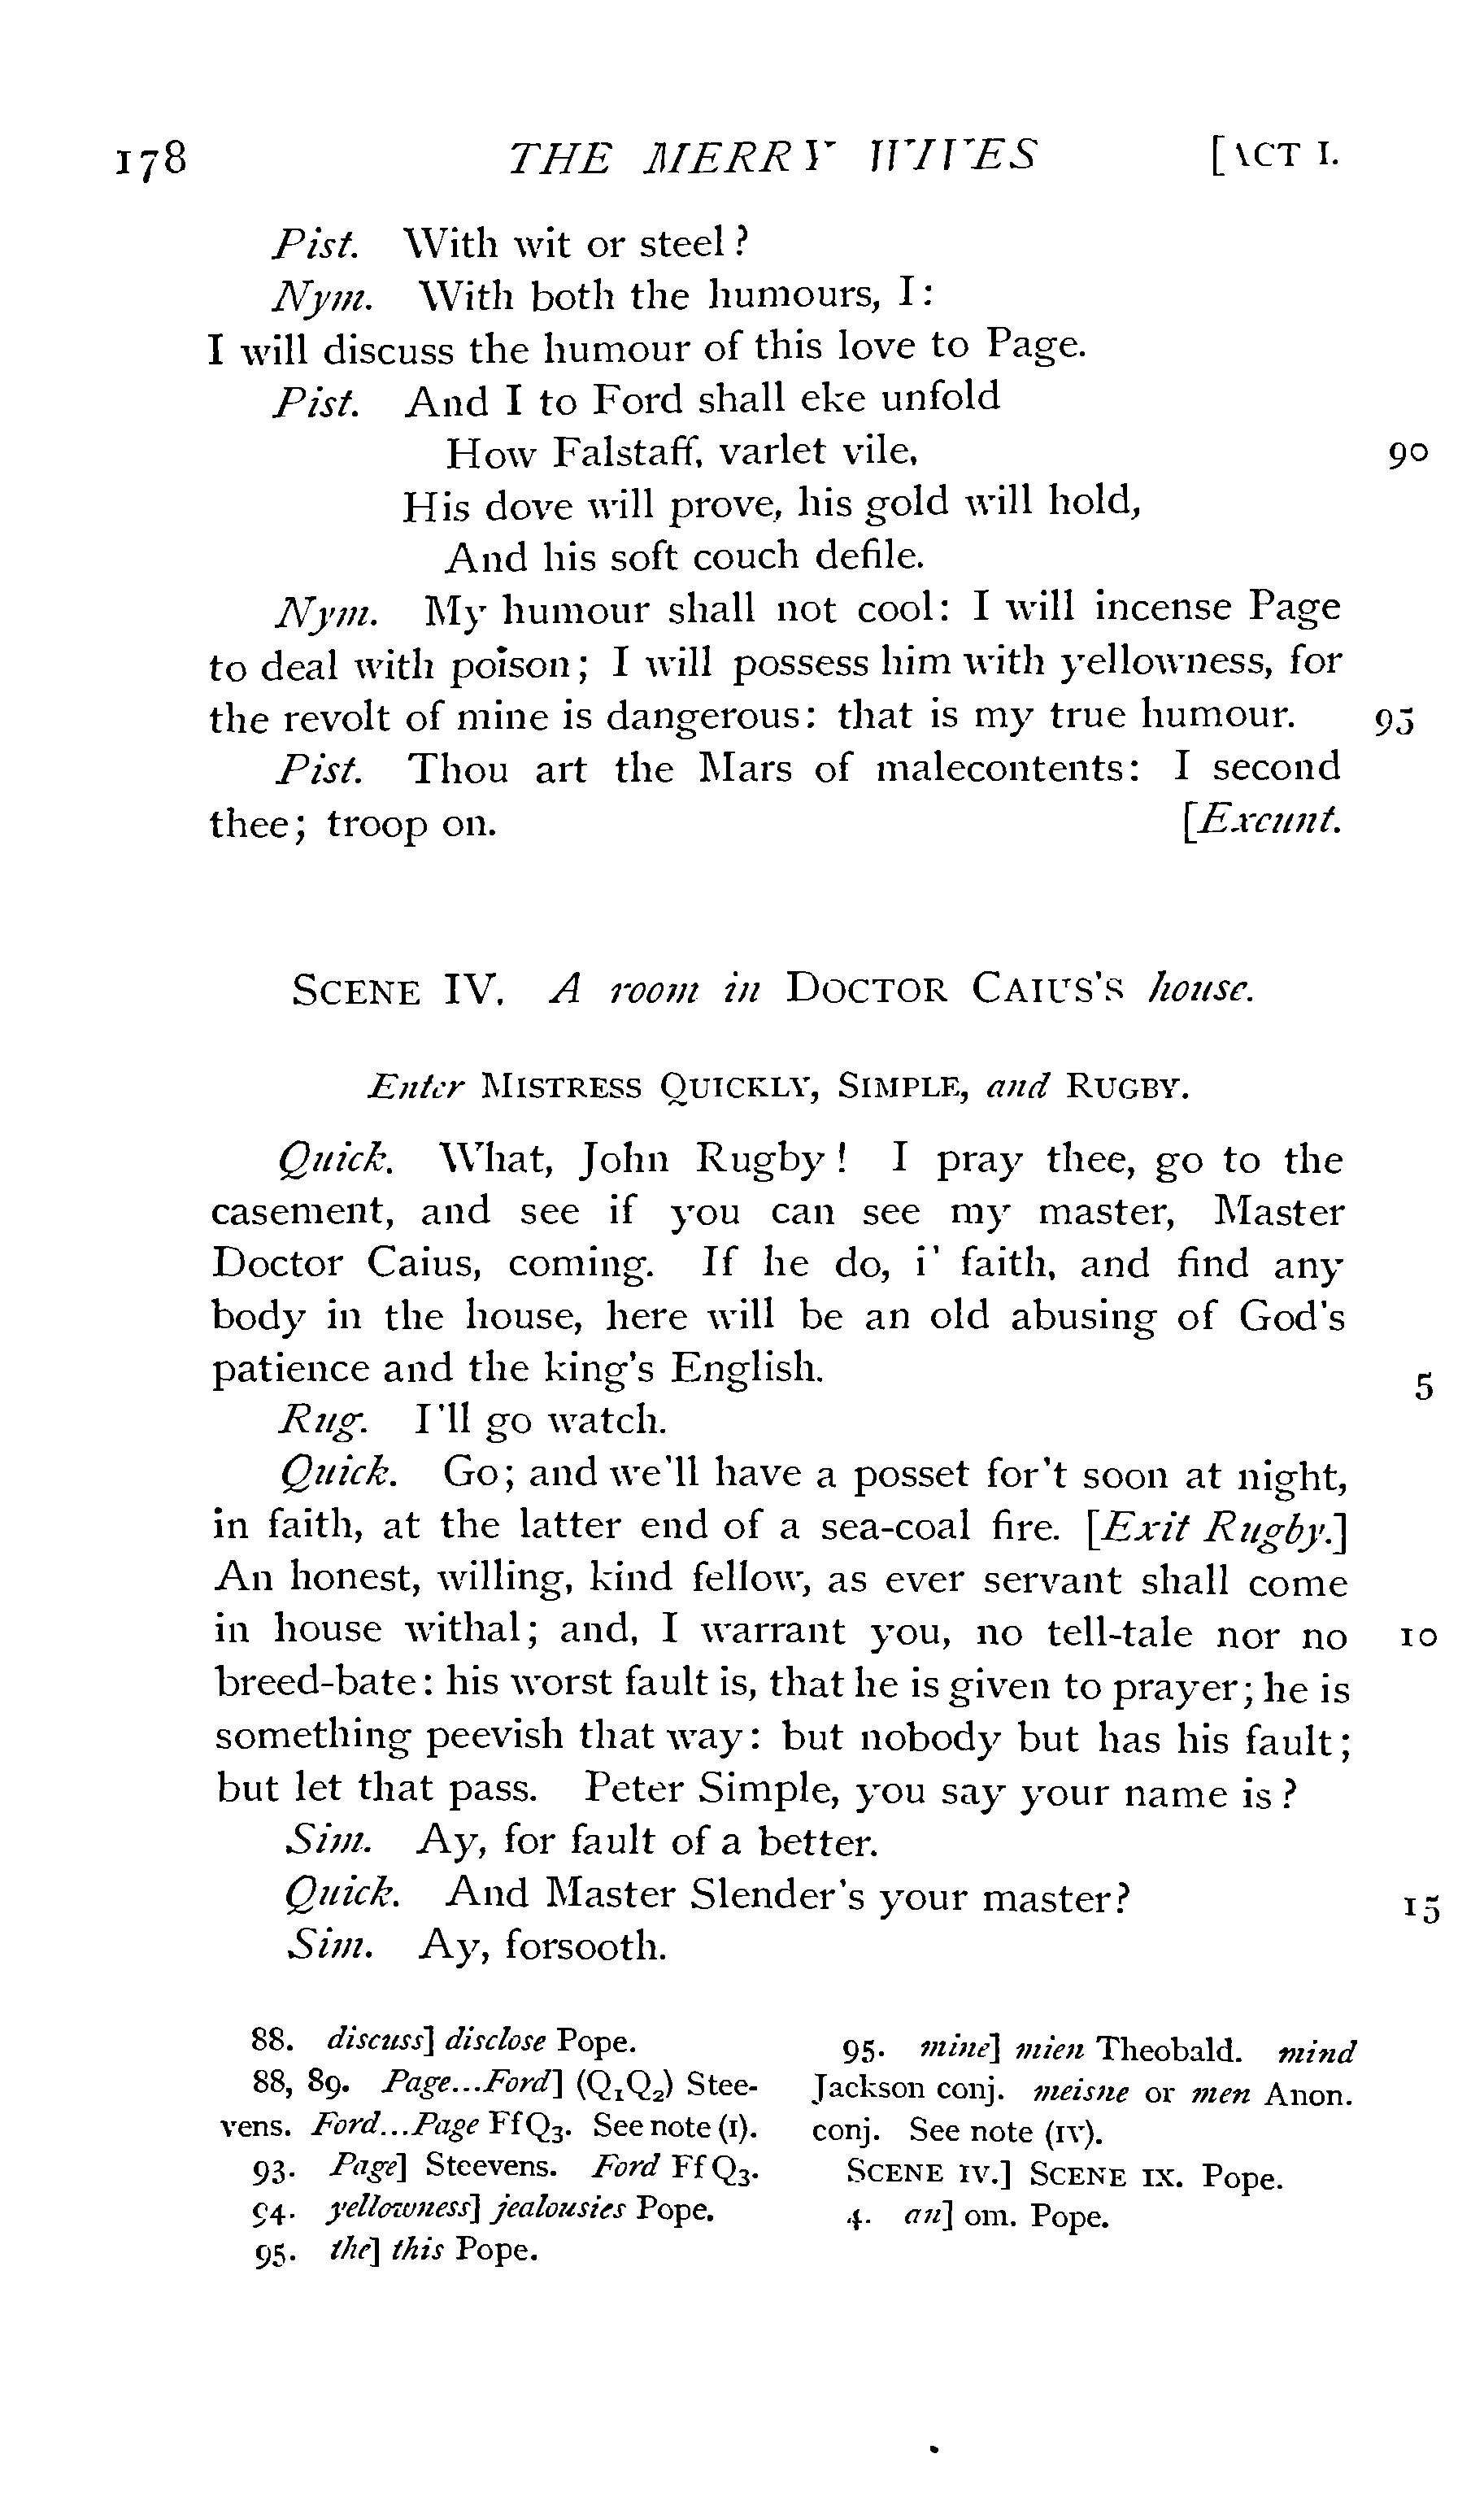 178 THE MERRY WIVES [ACT I.
Pist. With wit or steel?
Nym. With both the humours, I:
I will discuss the humour of this love to Page.
Pist. And I to Ford shall eke unfold
How Falstaff, varlet vile, 90
His dove will prove, his gold will hold,
And his soft couch defile.
Nym. My humour shall not cool: I will incense Page
to deal with poison; I will possess him with yellowness, for
the revolt of mine is dangerous: that is my true humour. 95
Pist. Thou art the Mars of malecontents: I second
thee; troop on. [Exeunt.
SCENE IV. A room in DOCTOR CAIUS'S house.
Enter MISTRESS QUICKLY, SIMPLE, and RUGBY.
Quick. What, John Rugby! I pray thee, go to the
casement, and see if you can see my master, Master
Doctor Caius, coming. If he do, i' faith, and find any
body in the house, here will be an old abusing of God's
patience and the king's English. 5
Rug. I'll go watch.
Quick. Go; and we'll have a posset for't soon at night,
in faith, at the latter end of a sea-coal fire. [Exit Rugby.]
An honest, willing, kind fellow, as ever servant shall come
in house withal; and, I warrant you, no tell-tale nor no 10
breed-bate: his worst fault is, that he is given to prayer; he is
something peevish that way: but nobody but has his fault;
but let that pass. Peter Simple, you say your name is?
Sim. Ay, for fault of a better.
Quick. And Master Slender's your master? 15
Sim. Ay, forsooth.
88. discuss] disclose Pope.
88, 89. Page...Ford] (Q1Q2) Stee-
vens. Ford...Page FfQ3. See note (I).
93. Page] Steevens. Ford FfQ3.
94. yellowness] jealousies Pope.
95. the] this Pope.
95. mine] mien Theobald. mind
Jackson conj. meisne or men Anon.
conj. See note (IV).
SCENE IV.] SCENE IX. Pope.
4. an] om. Pope.